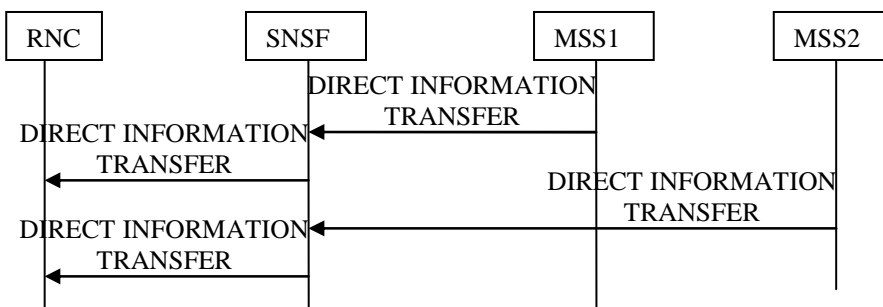 RNC
SNSF
MSS1
MSS2
DIRECT INFORMATION
TRANSFER
DIRECT INFORMATION
TRANSFER
DIRECT INFORMATION
TRANSFER
DIRECT INFORMATION
TRANSFER